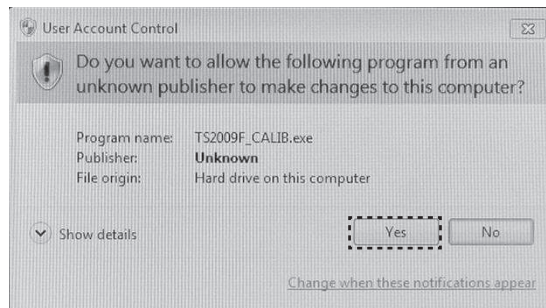 User Account Control
Do you want to allow the following program from an
unknown publisher to make changes to this computer?
Program name: TS2009F_CALIB.exe
Publisher: Unknown
File origin: Hard drive on this computer
Show details
Yes
No
Change when these notifications appear